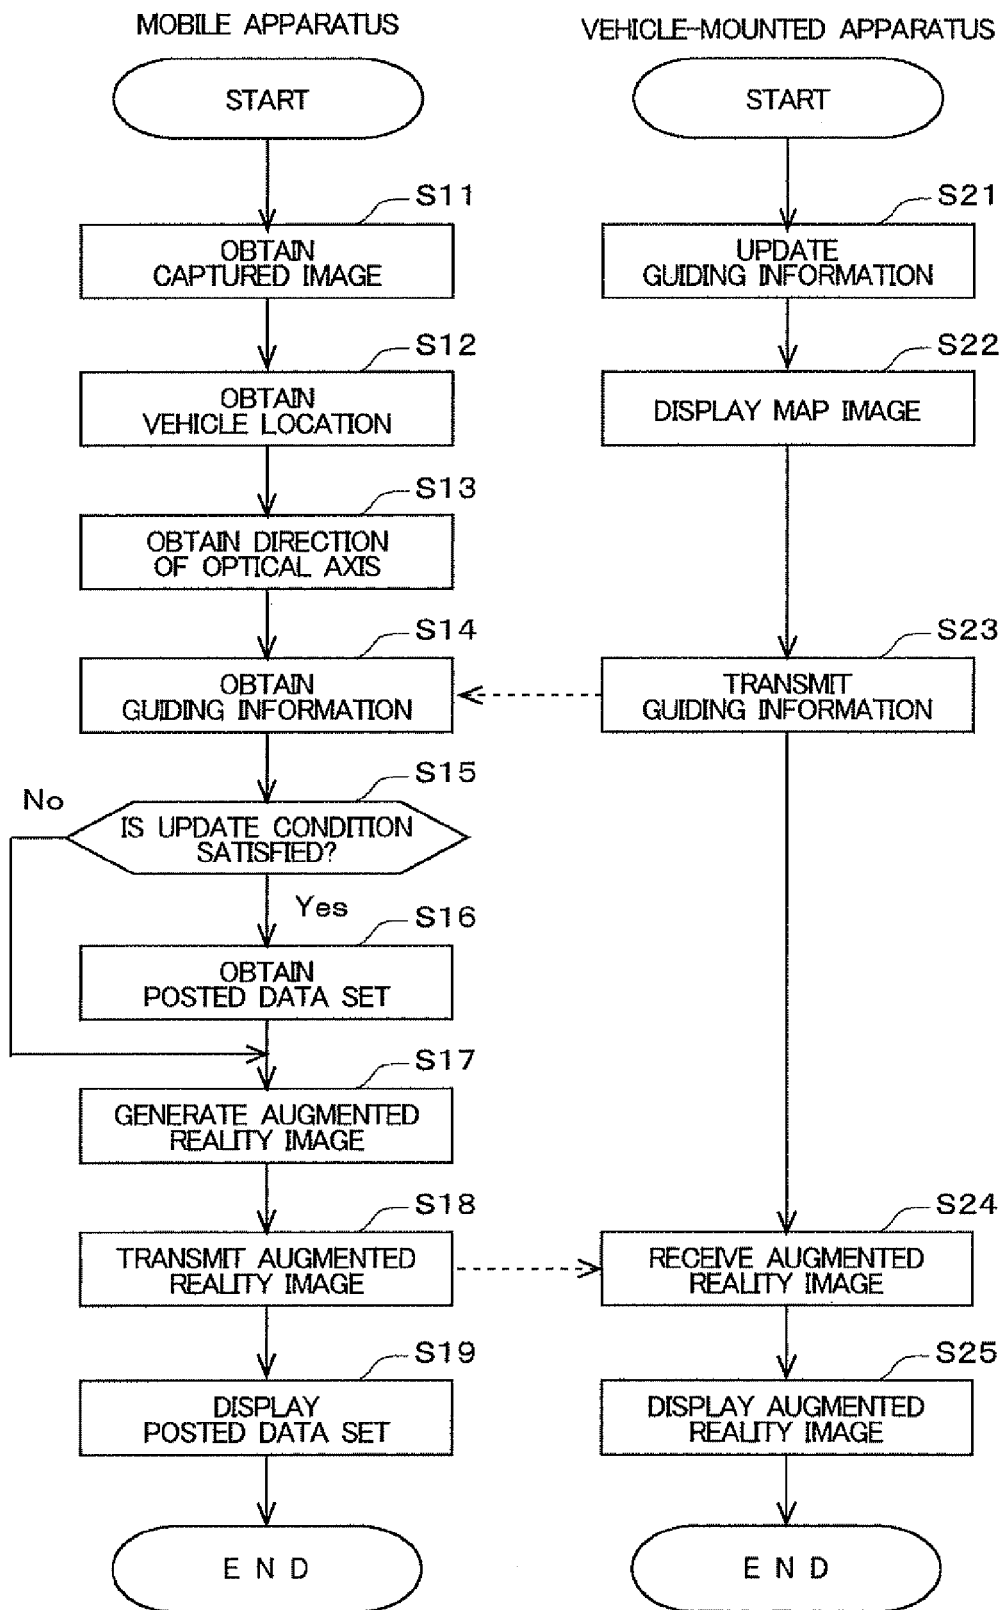 MOBILE APPARATUS
START
S11
OBTAIN
CAPTURED IMAGE
S12
OBTAIN
VEHICLE LOCATION
S13
OBTAIN DIRECTION
OF OPTICAL AXIS
S14
OBTAIN
GUIDING INFORMATION
S15
No
IS UPDATE CONDITION
SATISFIED?
Yes
S16
OBTAIN
POSTED DATA SET
S17
GENERATE AUGMENTED
REALITY IMAGE
S18
TRANSMIT AUGMENTED
REALITY IMAGE
S19
DISPLAY
POSTED DATA SET
E N D
VEHICLE-MOUNTED APPARATUS
START
S21
UPDATE
GUIDING INFORMATION
S22
DISPLAY MAP IMAGE
S23
TRANSMIT
GUIDING INFORMATION
S24
RECEIVE AUGMENTED
REALITY IMAGE
S25
DISPLAY AUGMENTED
REALITY IMAGE
E N D